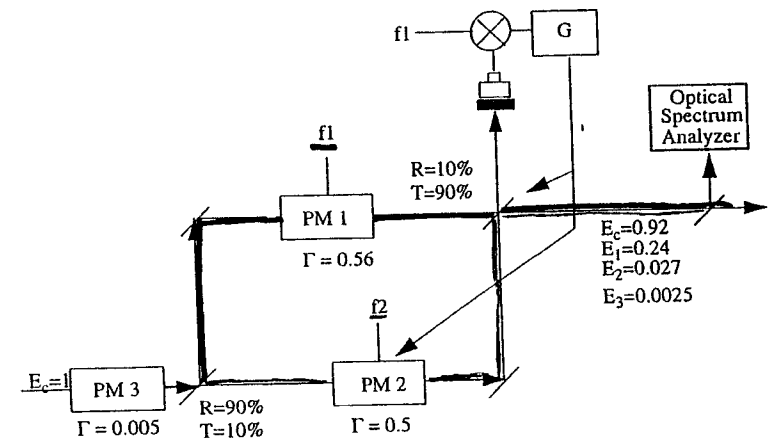 f1
G
Optical
Spectrum
Analyzer
f1
R=10%
T=90%
PM 1
Γ = 0.56
E_c=0.92
E_1=0.24
E_2=0.027
E_3=0.0025
f2
E_c=1
PM 3
PM 2
Γ = 0.005
R=90%
T=10%
Γ = 0.5